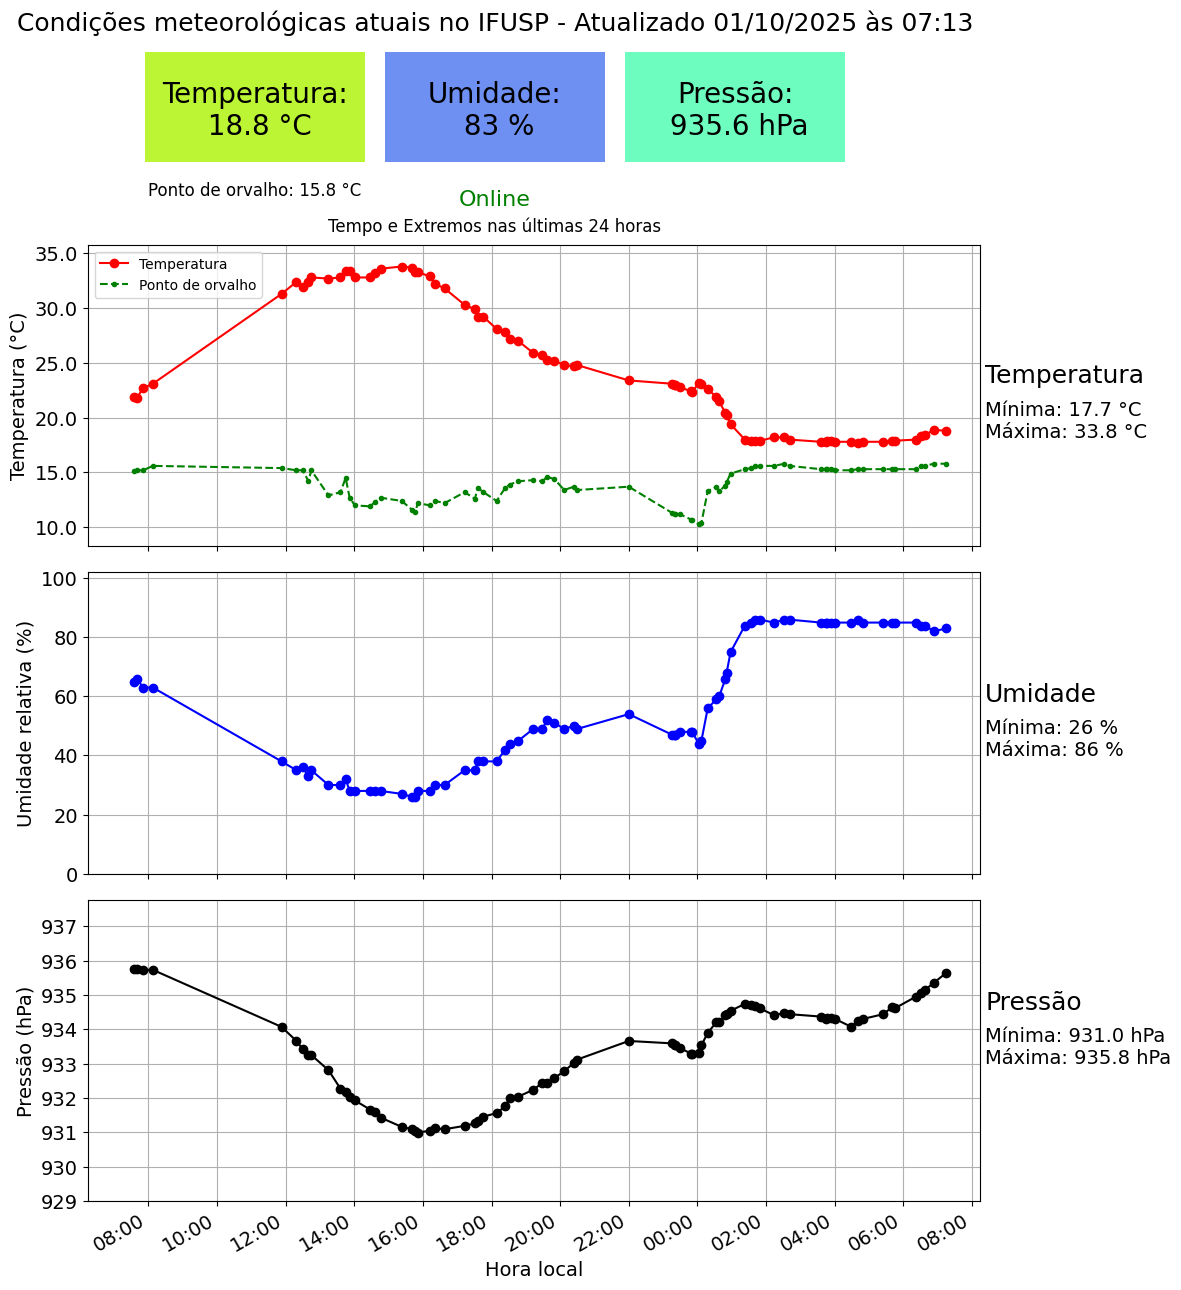 Condições meteorológicas atuais no IFUSP - Atualizado 01/10/2025 às 07:13
Temperatura:
18.8 °C
Umidade:
83 %
Pressão:
935.6 hPa
Ponto de orvalho: 15.8 °C
Online
Tempo e Extremos nas últimas 24 horas
Temperatura (°C)
35.0
30.0
25.0
20.0
15.0
10.0
Temperatura
Ponto de orvalho
Temperatura
Mínima: 17.7 °C
Máxima: 33.8 °C
Umidade relativa (%)
100
80
60
40
20
0
Umidade
Mínima: 26 %
Máxima: 86 %
Pressão (hPa)
937
936
935
934
933
932
931
930
929
Pressão
Mínima: 931.0 hPa
Máxima: 935.8 hPa
08:00 10:00 12:00 14:00 16:00 18:00 20:00 22:00 00:00 02:00 04:00 06:00 08:00
Hora local